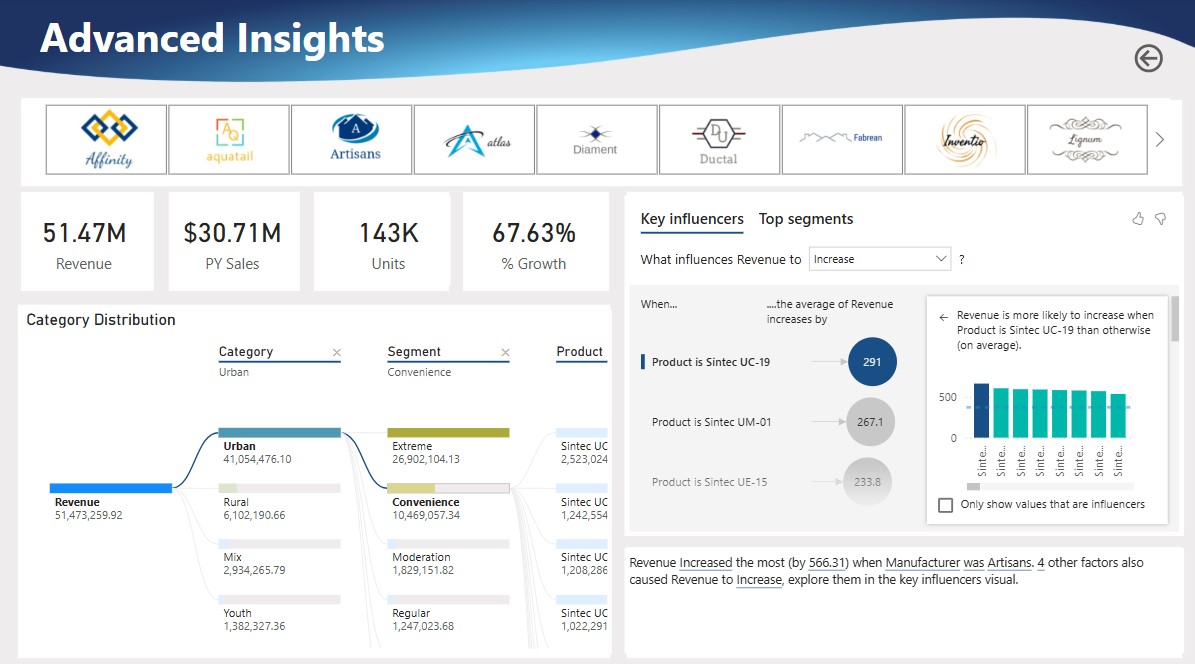 Advanced Insights
Affinity
AQ
aquatail
A
Artisans
atlas
Diament
DU
Ductal
Fabrean
Inventio
Lignum
51.47M
Revenue
$30.71M
PY Sales
143K
Units
67.63%
% Growth
Key influencers
Top segments
What influences Revenue to
Increase
?
When...
....the average of Revenue
increases by
Product is Sintec UC-19
291
Product is Sintec UM-01
267.1
Product is Sintec UE-15
233.8
Revenue is more likely to increase when
Product is Sintec UC-19 than otherwise
(on average).
500
0
Sinte...
Sinte...
Sinte...
Sinte...
Sinte...
Sinte...
Sinte...
Sinte...
Only show values that are influencers
Category Distribution
Category
Urban
Segment
Convenience
Product
Revenue
51,473,259.92
Urban
41,054,476.10
Rural
6,102,190.66
Mix
2,934,265.79
Youth
1,382,327.36
Extreme
26,902,104.13
Convenience
10,469,057.34
Moderation
1,829,151.82
Regular
1,247,023.68
Sintec UC
2,523,024
Sintec UC
1,242,554
Sintec UC
1,208,286
Sintec UC
1,022,291
Revenue Increased the most (by 566.31) when Manufacturer was Artisans. 4 other factors also
caused Revenue to Increase, explore them in the key influencers visual.